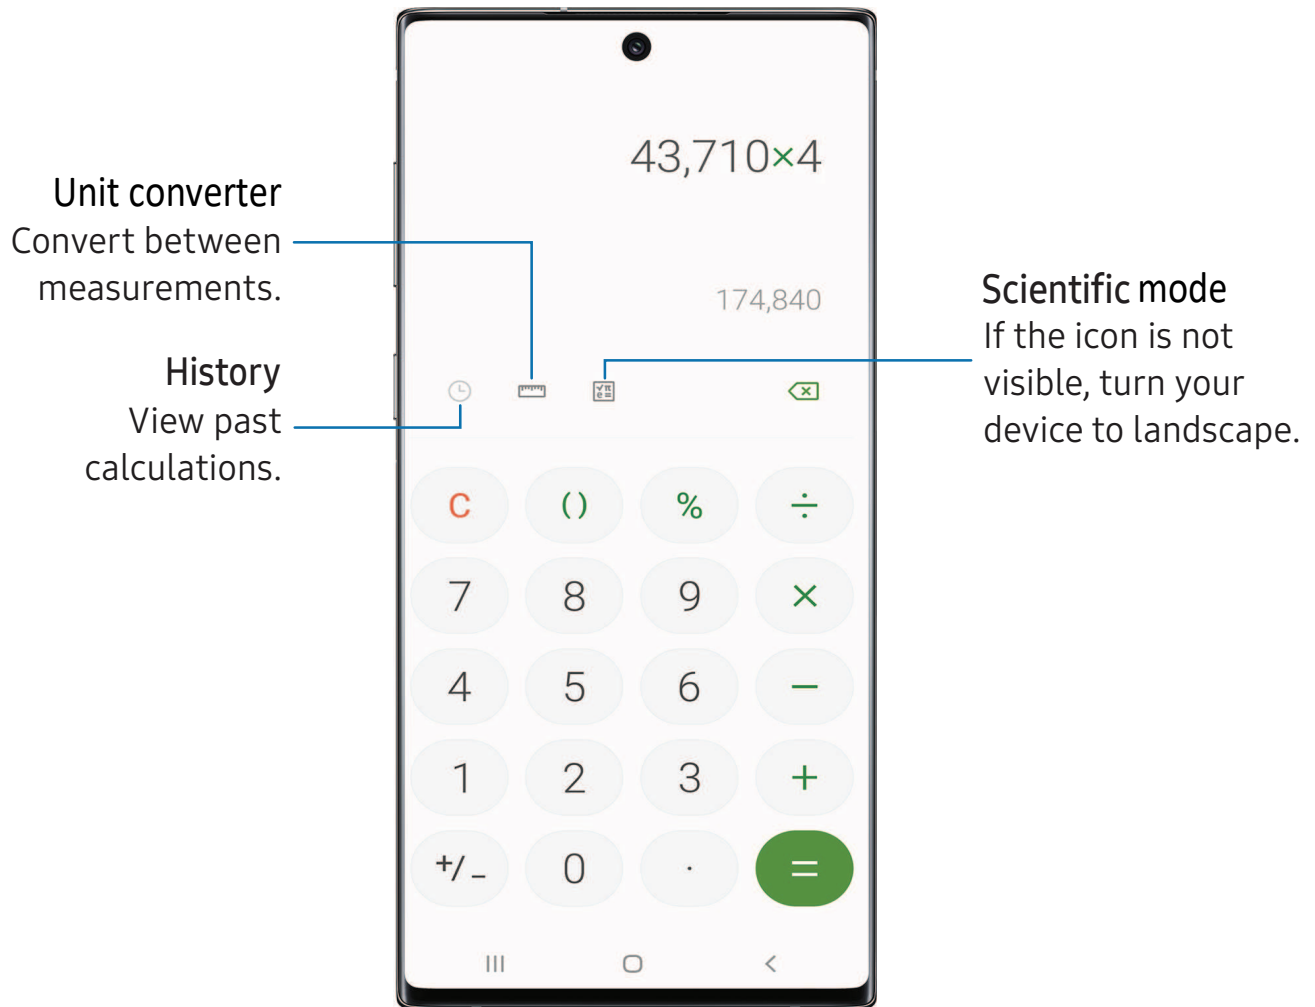 43,710×4
Unit converter
Convert between
measurements.
174,840
Scientific mode
If the icon is not
visible, turn your
device to landscape.
History
View past
calculations.
√π
e=
C ( ) % ÷
7 8 9 ×
4 5 6 −
1 2 3 +
+/− 0 . =